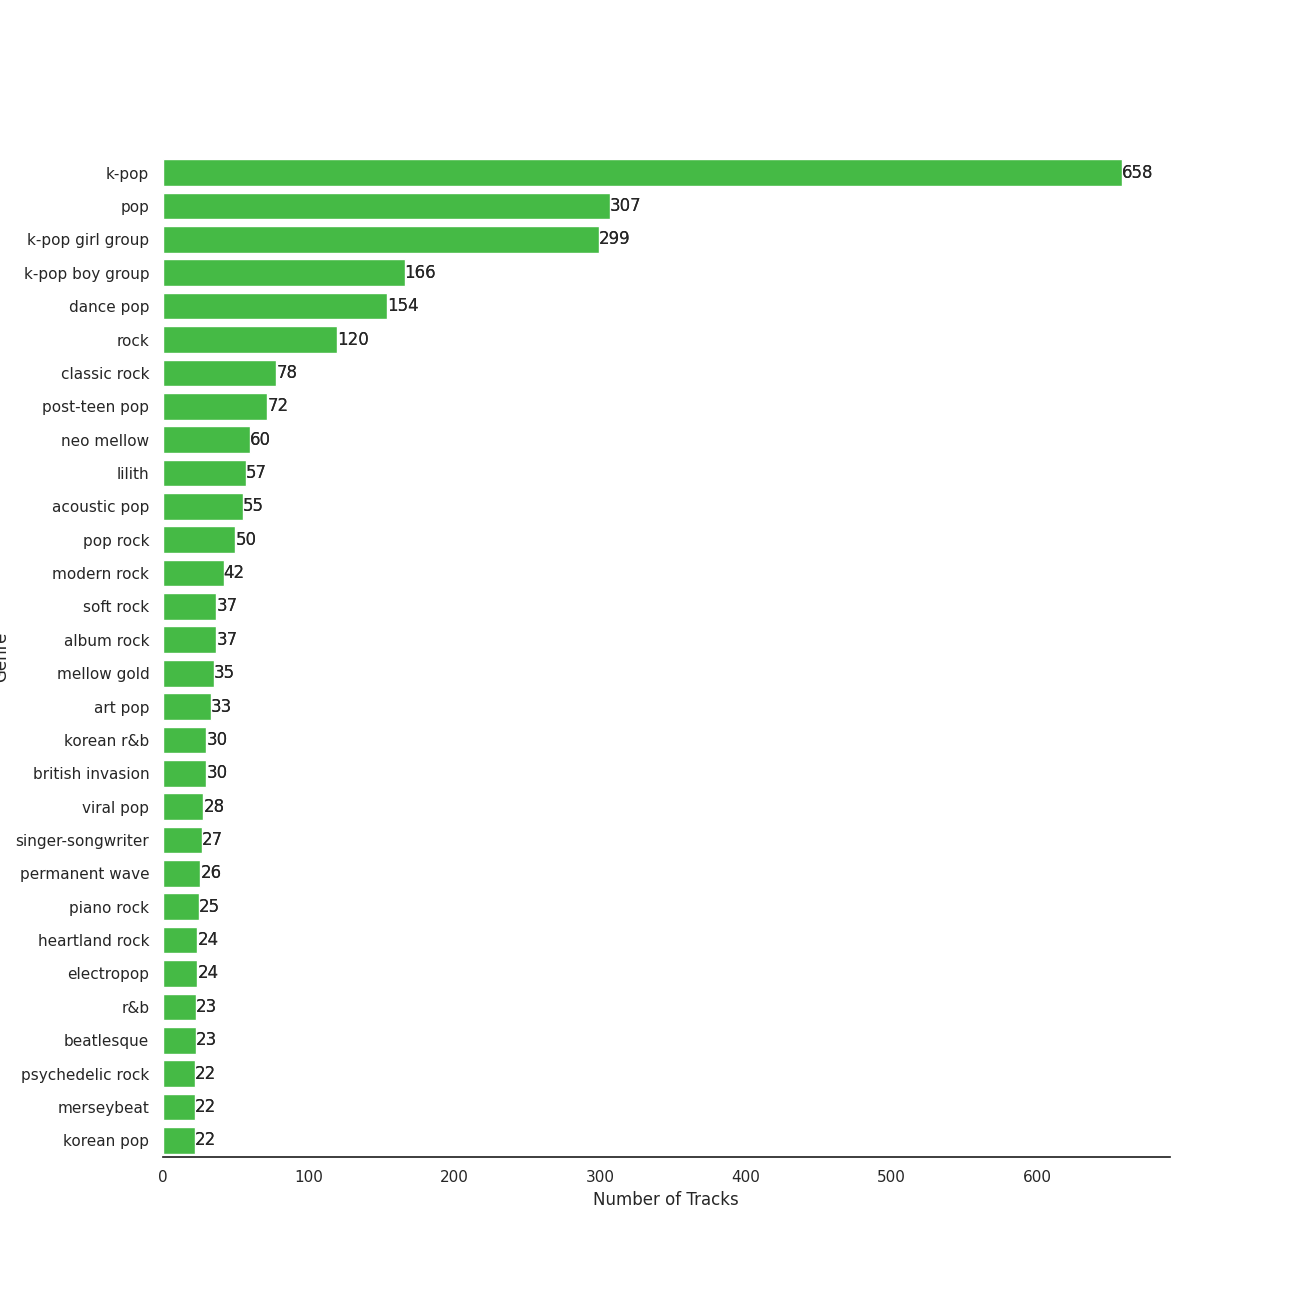 k-pop 658
pop 307
k-pop girl group 299
k-pop boy group 166
dance pop 154
rock 120
classic rock 78
post-teen pop 72
neo mellow 60
lilith 57
acoustic pop 55
pop rock 50
modern rock 42
soft rock 37
album rock 37
mellow gold 35
art pop 33
korean r&b 30
british invasion 30
viral pop 28
singer-songwriter 27
permanent wave 26
piano rock 25
heartland rock 24
electropop 24
r&b 23
beatlesque 23
psychedelic rock 22
merseybeat 22
korean pop 22
0 100 200 300 400 500 600
Number of Tracks
Genre